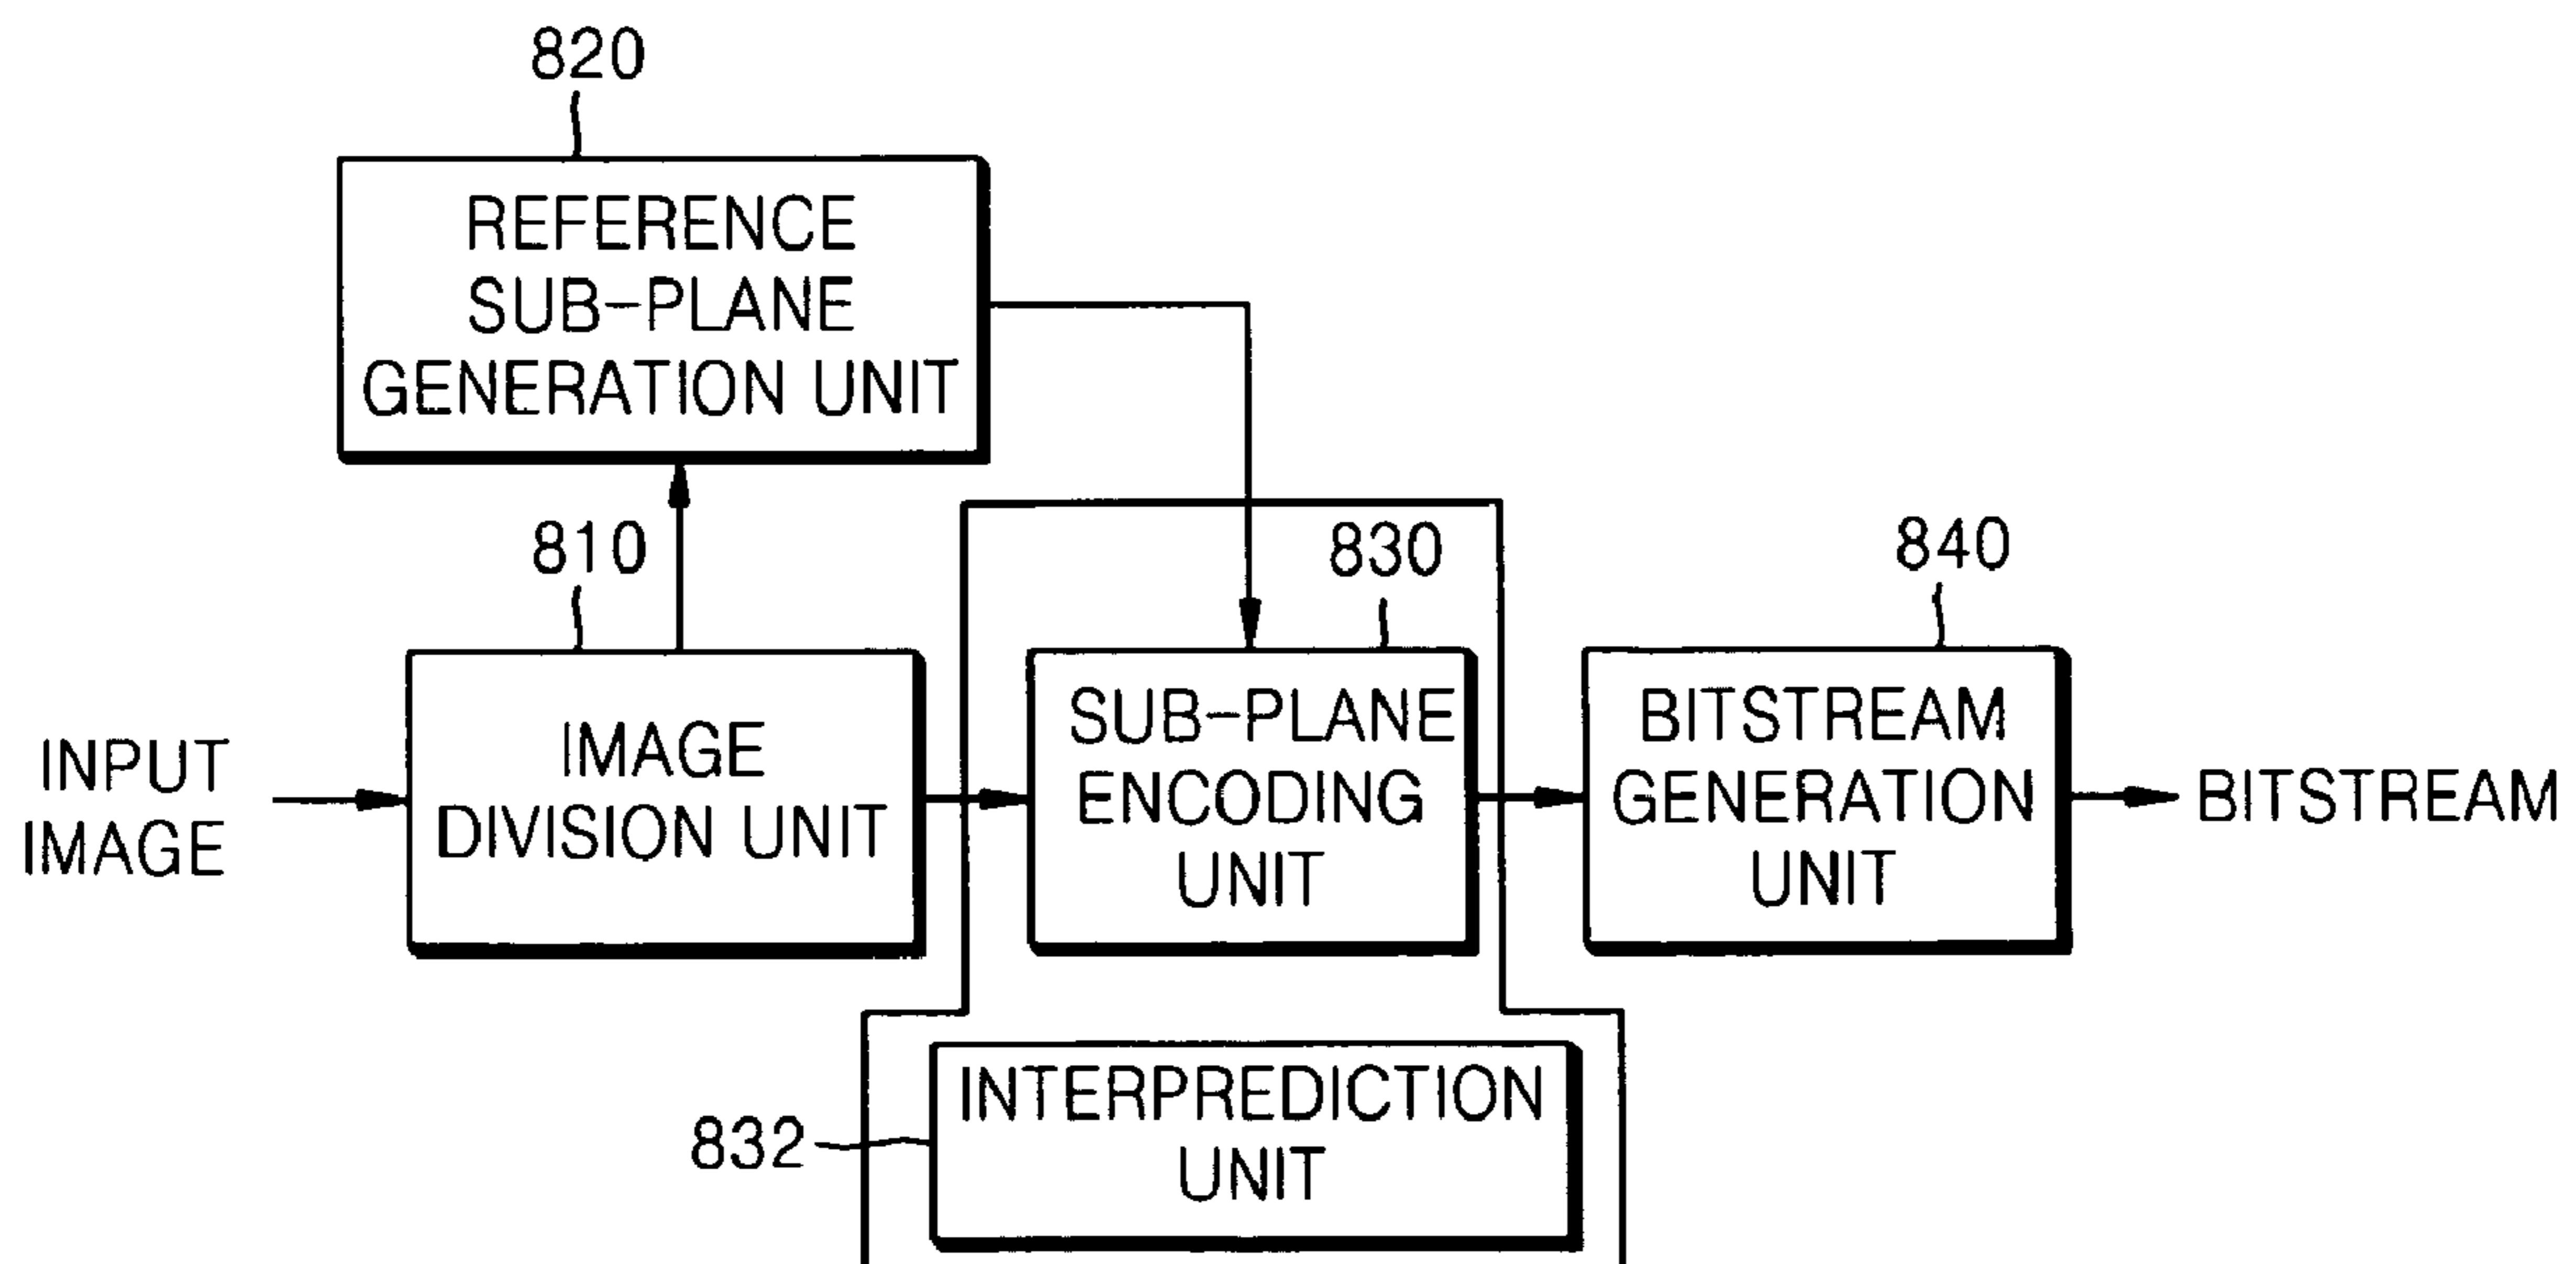 820
REFERENCE
SUB-PLANE
GENERATION UNIT
810
830
840
INPUT
IMAGE
IMAGE
DIVISION UNIT
SUB-PLANE
ENCODING
UNIT
BITSTREAM
GENERATION
UNIT
BITSTREAM
832
INTERPREDICTION
UNIT